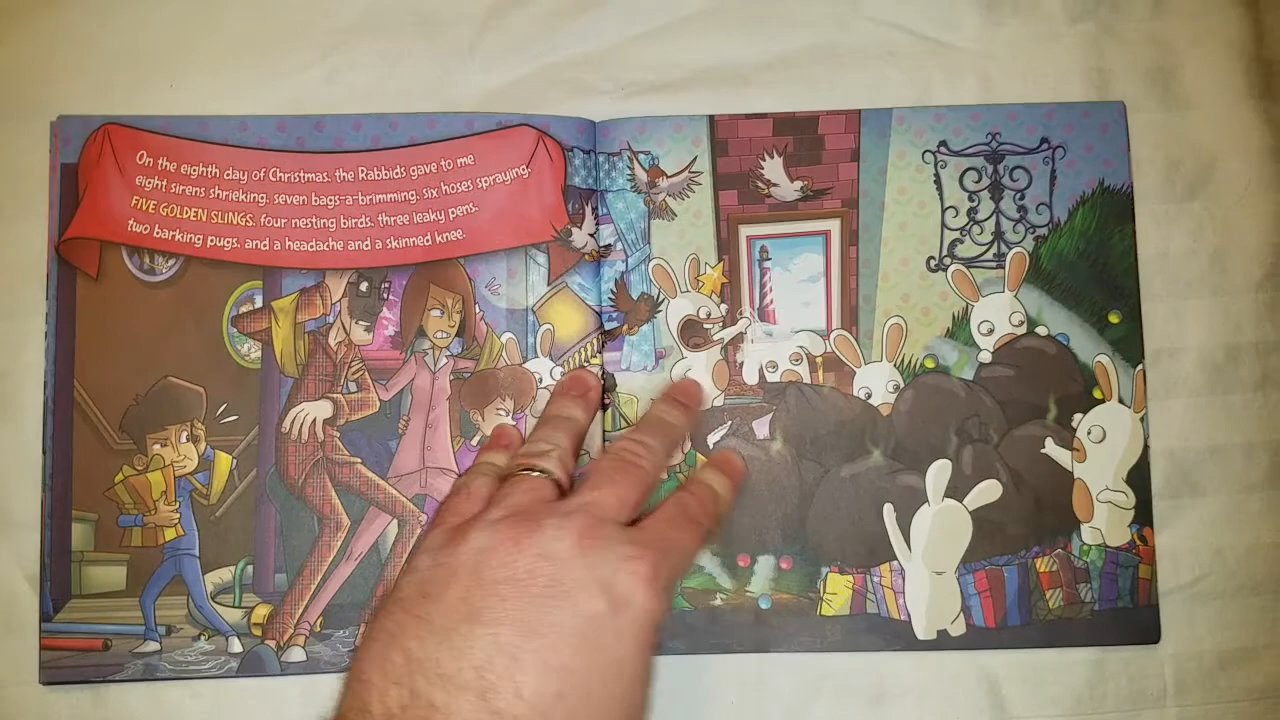 On the eighth day of Christmas, the Rabbids gave to me
eight sirens shrieking, seven bags-a-brimming, six hoses spraying,
FIVE GOLDEN SLINGS, four nesting birds, three leaky pens,
two barking pugs, and a headache and a skinned knee.